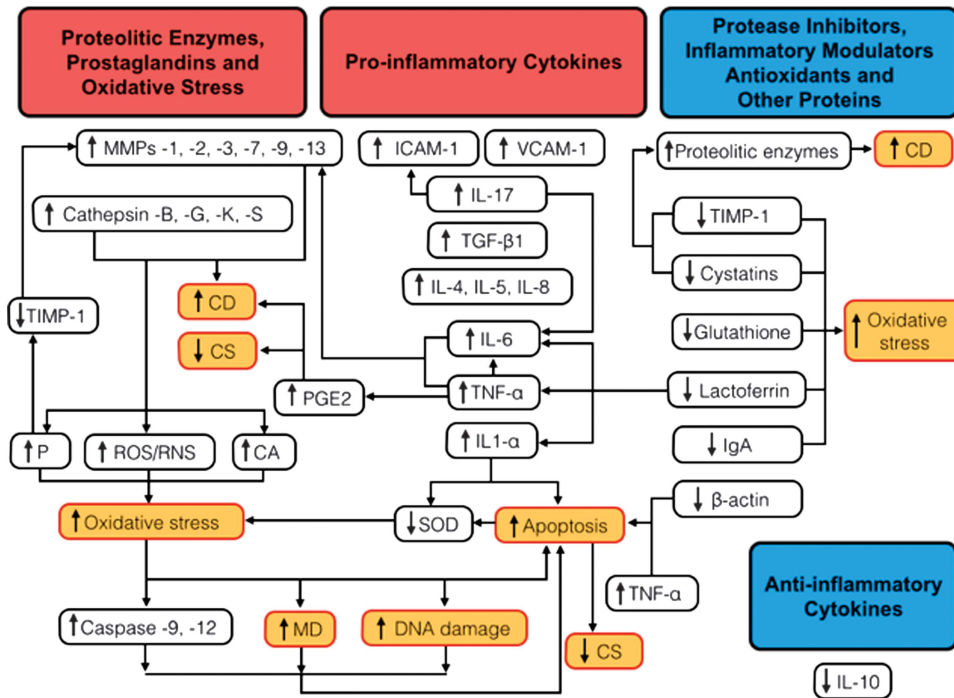 Proteolitic Enzymes,
Prostaglandins and
Oxidative Stress
Pro-inflammatory Cytokines
Protease Inhibitors,
Inflammatory Modulators
Antioxidants and
Other Proteins
↑ MMPs -1, -2, -3, -7, -9, -13
↑ Cathepsin -B, -G, -K, -S
↑ CD
↓ CS
↓ TIMP-1
↑ PGE2
↑ P
↑ ROS/RNS
↑ CA
↑ Oxidative stress
↑ Caspase -9, -12
↑ MD
↑ DNA damage
↑ ICAM-1
↑ VCAM-1
↑ IL-17
↑ TGF-β1
↑ IL-4, IL-5, IL-8
↑ IL-6
↑ TNF-α
↑ IL1-α
↓ SOD
↑ Apoptosis
↓ CS
↑ Proteolitic enzymes
↑ CD
↓ TIMP-1
↓ Cystatins
↓ Glutathione
↓ Lactoferrin
↓ IgA
↑ Oxidative
stress
↓ β-actin
↑ TNF-α
Anti-inflammatory
Cytokines
↓ IL-10